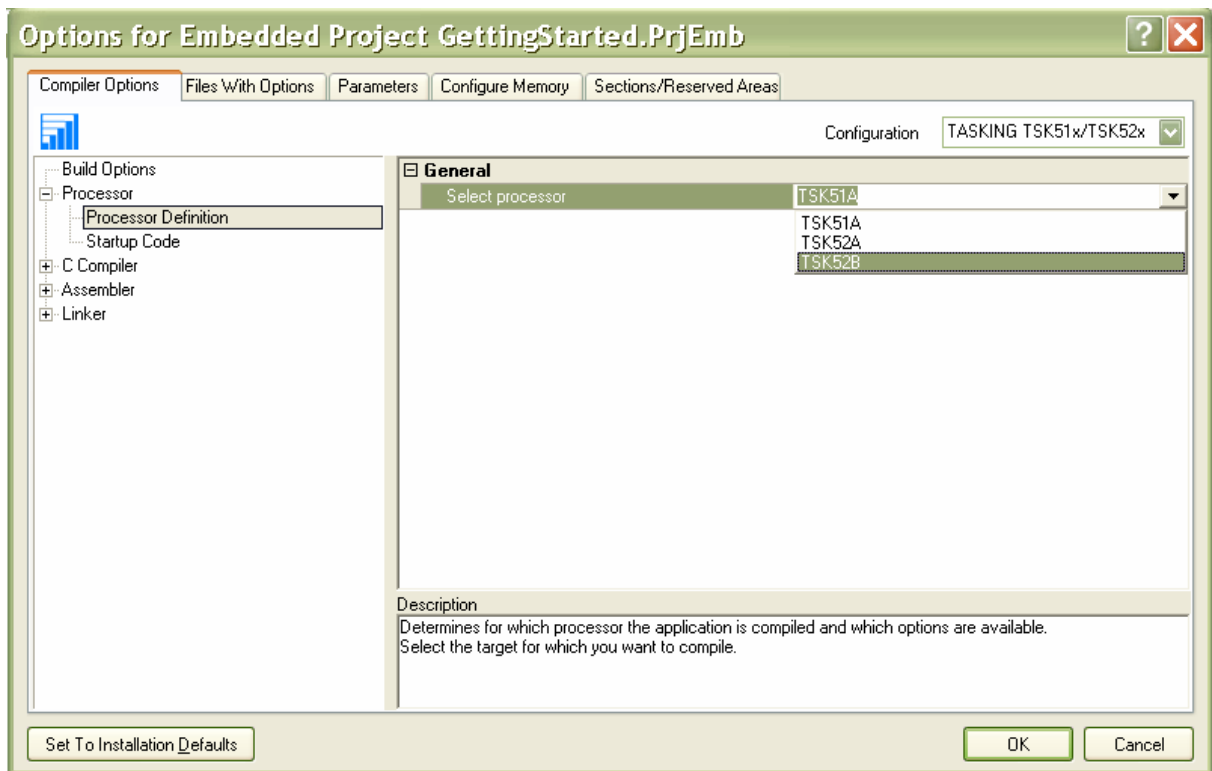 Options for Embedded Project GettingStarted.PrjEmb
Compiler Options Files With Options Parameters Configure Memory Sections/Reserved Areas
Configuration TASKING TSK51x/TSK52x
Build Options
Processor
Processor Definition
Startup Code
C Compiler
Assembler
Linker
General
Select processor TSK51A
TSK51A
TSK52A
TSK52B
Description
Determines for which processor the application is compiled and which options are available.
Select the target for which you want to compile.
Set To Installation Defaults OK Cancel